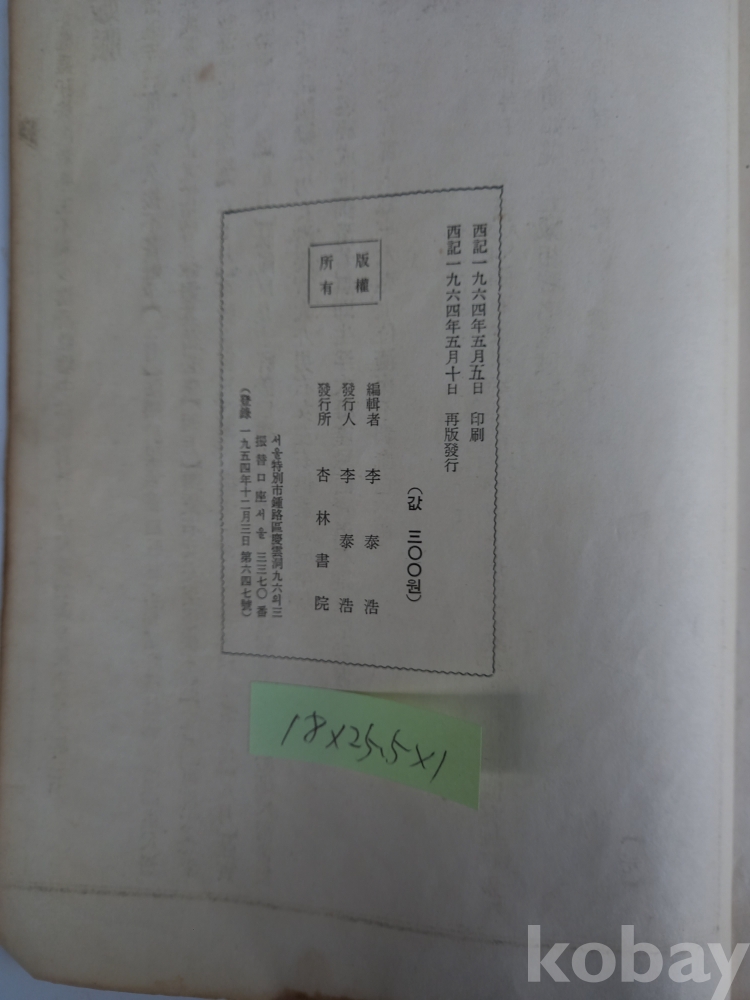 西記一九六四年五月五日 印刷
西記一九六四年五月十日 再版發行
(값 三〇〇원)
編輯者 李泰浩
發行人 李泰浩
發行所 杏林書院
版權
所有
서울特別市鍾路區慶雲洞九六의三
振替口座서울 三三七〇番
(登錄 一九五四年十二月三日 第六四七號)
18×25.5×1
kobay